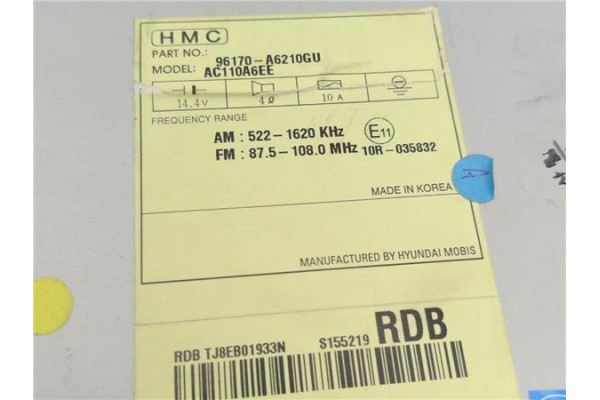 HMC
PART NO.: 96170-A6210GU
MODEL: AC110A6EE
14.4V 4Ω 10 A
FREQUENCY RANGE
AM : 522-1620 KHz E11
FM : 87.5-108.0 MHz 10R-035832
MADE IN KOREA
MANUFACTURED BY HYUNDAI MOBIS
RDB TJ8EB01933N S155219 RDB